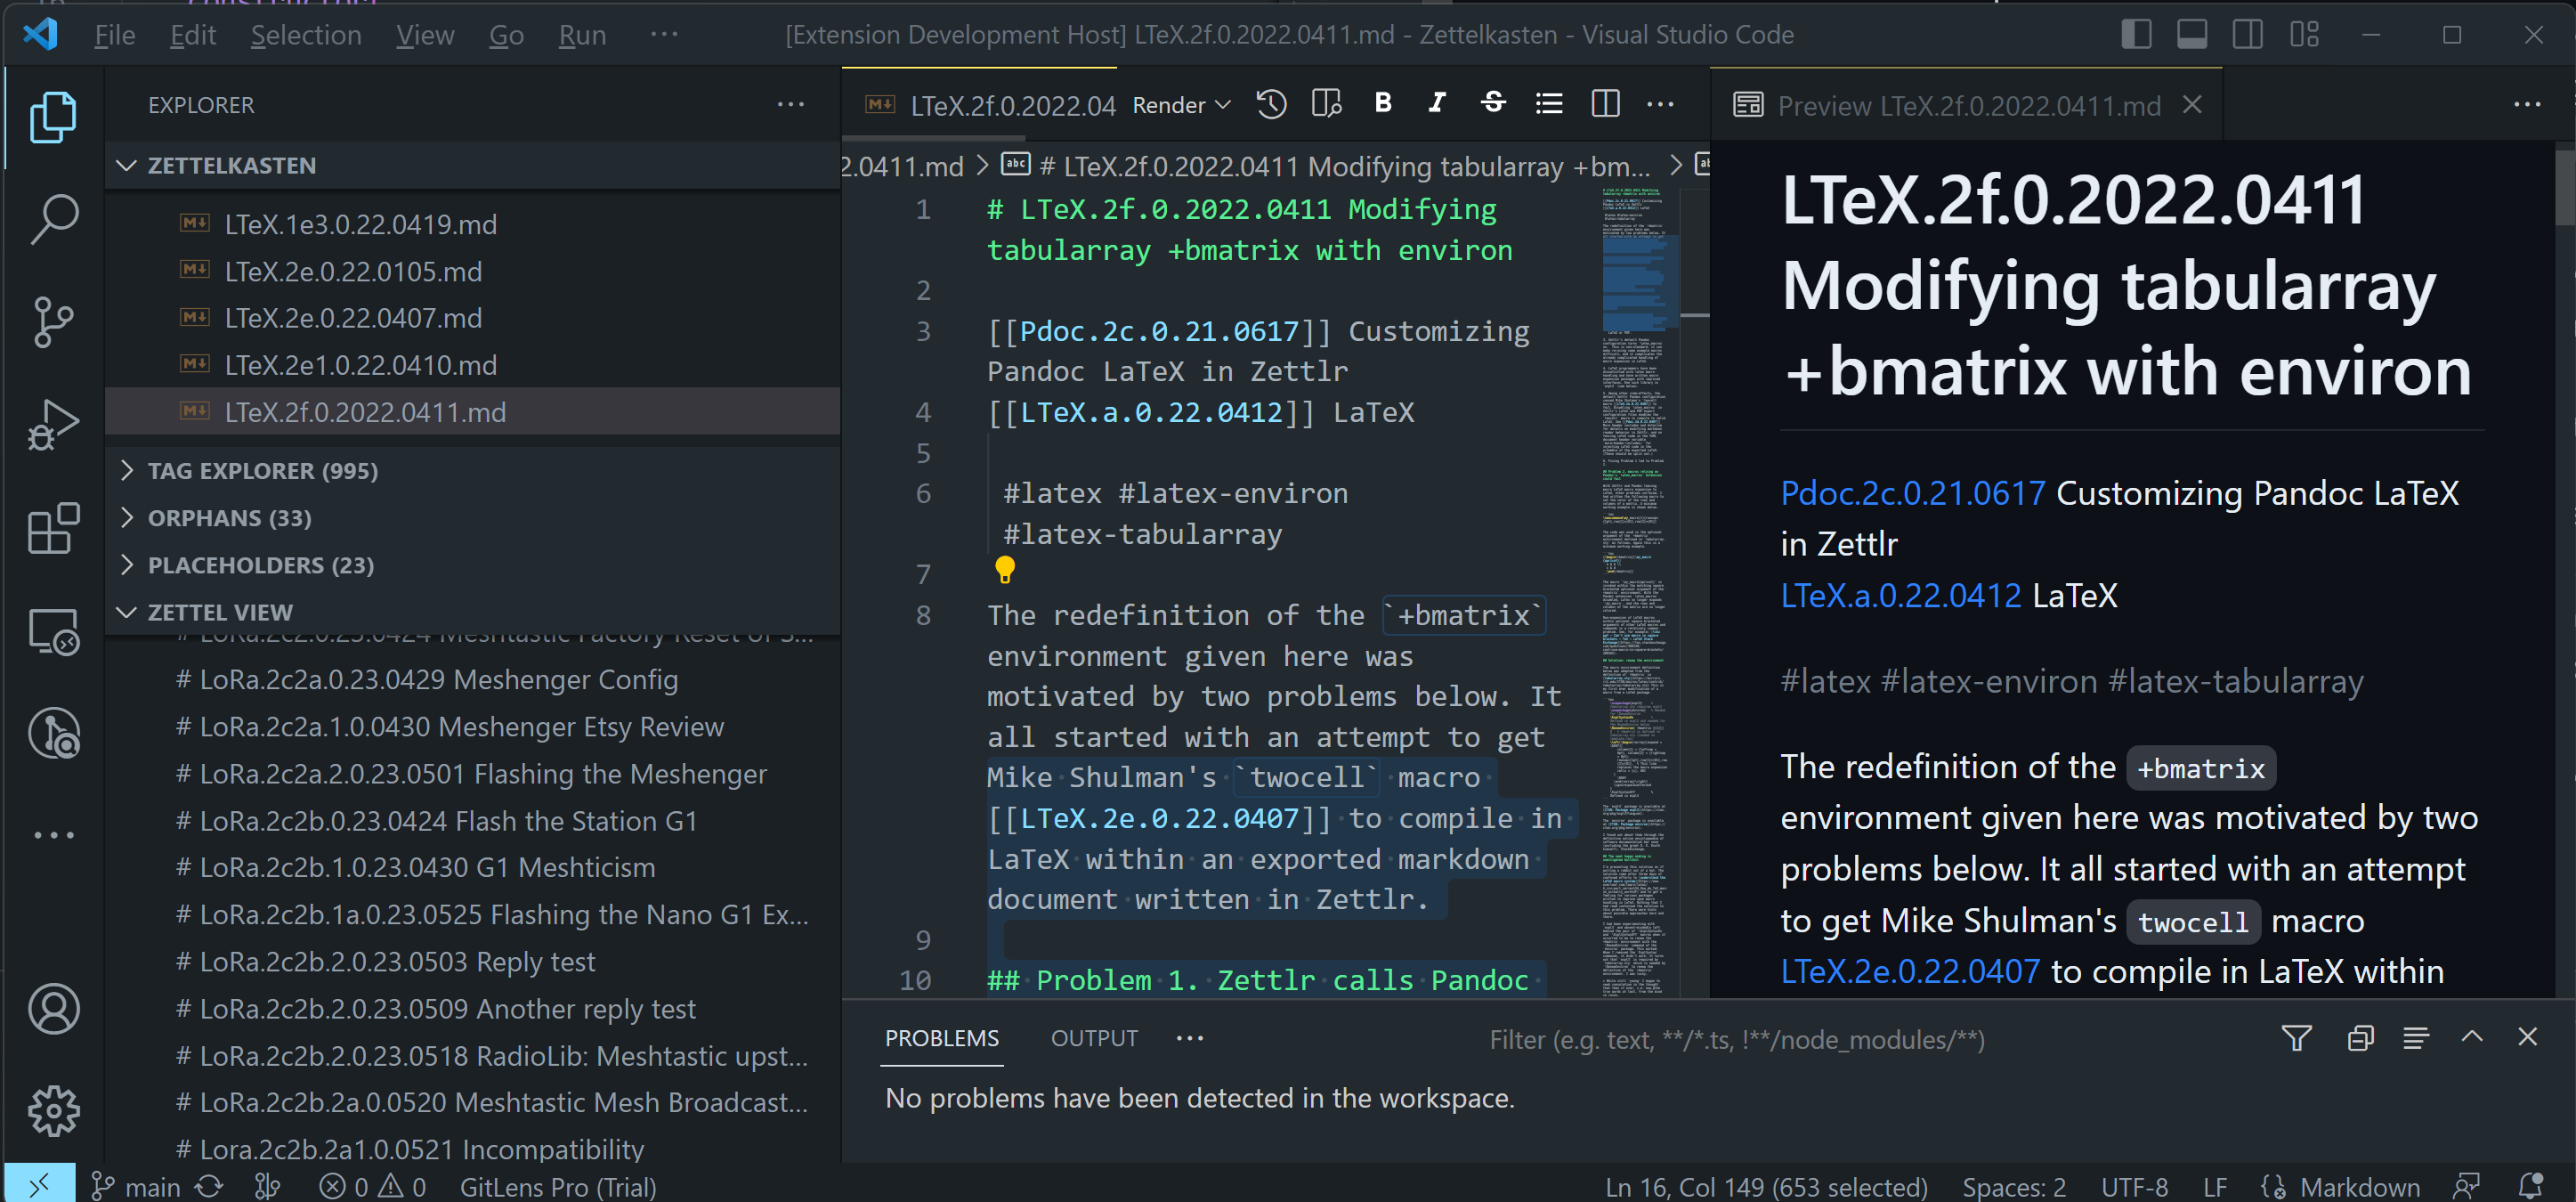 File Edit Selection View Go Run ··· [Extension Development Host] LTeX.2f.0.2022.0411.md - Zettelkasten - Visual Studio Code
EXPLORER
ZETTELKASTEN
LTeX.1e3.0.22.0419.md
LTeX.2e.0.22.0105.md
LTeX.2e.0.22.0407.md
LTeX.2e1.0.22.0410.md
LTeX.2f.0.2022.0411.md
TAG EXPLORER (995)
ORPHANS (33)
PLACEHOLDERS (23)
ZETTEL VIEW
# LoRa.2c2a.0.23.0429 Meshenger Config
# LoRa.2c2a.1.0.0430 Meshenger Etsy Review
# LoRa.2c2a.2.0.23.0501 Flashing the Meshenger
# LoRa.2c2b.0.23.0424 Flash the Station G1
# LoRa.2c2b.1.0.23.0430 G1 Meshticism
# LoRa.2c2b.1a.0.23.0525 Flashing the Nano G1 Ex...
# LoRa.2c2b.2.0.23.0503 Reply test
# LoRa.2c2b.2.0.23.0509 Another reply test
# LoRa.2c2b.2.0.23.0518 RadioLib: Meshtastic upst...
# LoRa.2c2b.2a.0.0520 Meshtastic Mesh Broadcast...
# Lora.2c2b.2a1.0.0521 Incompatibility
LTeX.2f.0.2022.04 Render B I S
2.0411.md > # LTeX.2f.0.2022.0411 Modifying tabularray +bm... >
1 # LTeX.2f.0.2022.0411 Modifying
tabularray +bmatrix with environ
2
3 [[Pdoc.2c.0.21.0617]] Customizing
Pandoc LaTeX in Zettlr
4 [[LTeX.a.0.22.0412]] LaTeX
5
6 #latex #latex-environ
#latex-tabularray
7
8 The redefinition of the `+bmatrix`
environment given here was
motivated by two problems below. It
all started with an attempt to get
Mike Shulman's `twocell` macro
[[LTeX.2e.0.22.0407]] to compile in
LaTeX within an exported markdown
document written in Zettlr.
9
10 ## Problem 1. Zettlr calls Pandoc
Preview LTeX.2f.0.2022.0411.md
LTeX.2f.0.2022.0411
Modifying tabularray
+bmatrix with environ
Pdoc.2c.0.21.0617 Customizing Pandoc LaTeX
in Zettlr
LTeX.a.0.22.0412 LaTeX
#latex #latex-environ #latex-tabularray
The redefinition of the +bmatrix
environment given here was motivated by two
problems below. It all started with an attempt
to get Mike Shulman's twocell macro
LTeX.2e.0.22.0407 to compile in LaTeX within
PROBLEMS OUTPUT ··· Filter (e.g. text, **/*.ts, !**/node_modules/**)
No problems have been detected in the workspace.
main 0 0 GitLens Pro (Trial) Ln 16, Col 149 (653 selected) Spaces: 2 UTF-8 LF Markdown